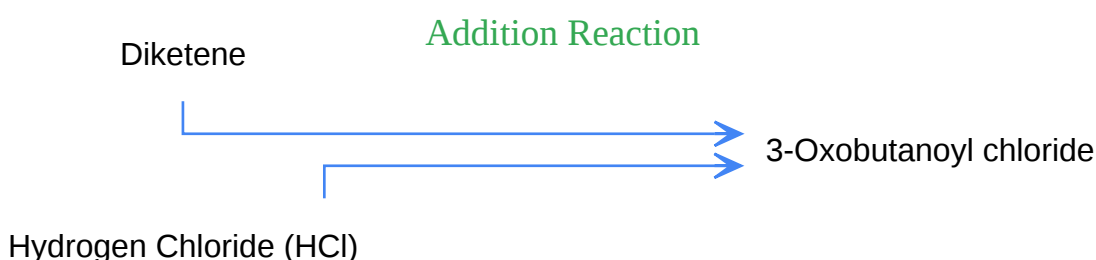 Addition Reaction
Diketene
3-Oxobutanoyl chloride
Hydrogen Chloride (HCl)